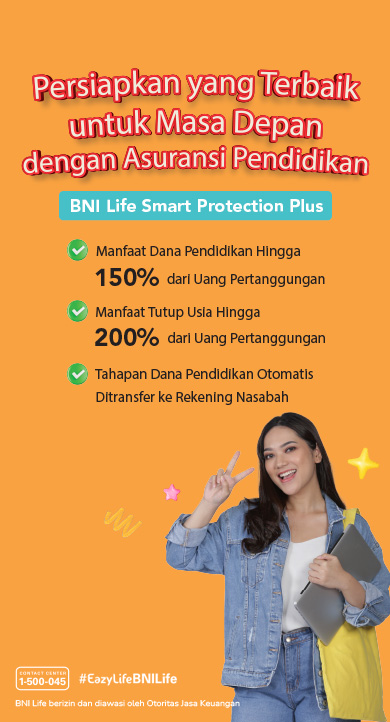 Persiapkan yang Terbaik
untuk Masa Depan
dengan Asuransi Pendidikan
BNI Life Smart Protection Plus
Manfaat Dana Pendidikan Hingga
150% dari Uang Pertanggungan
Manfaat Tutup Usia Hingga
200% dari Uang Pertanggungan
Tahapan Dana Pendidikan Otomatis
Ditransfer ke Rekening Nasabah
CONTACT CENTER
1-500-045
#EazyLifeBNILife
BNI Life berizin dan diawasi oleh Otoritas Jasa Keuangan